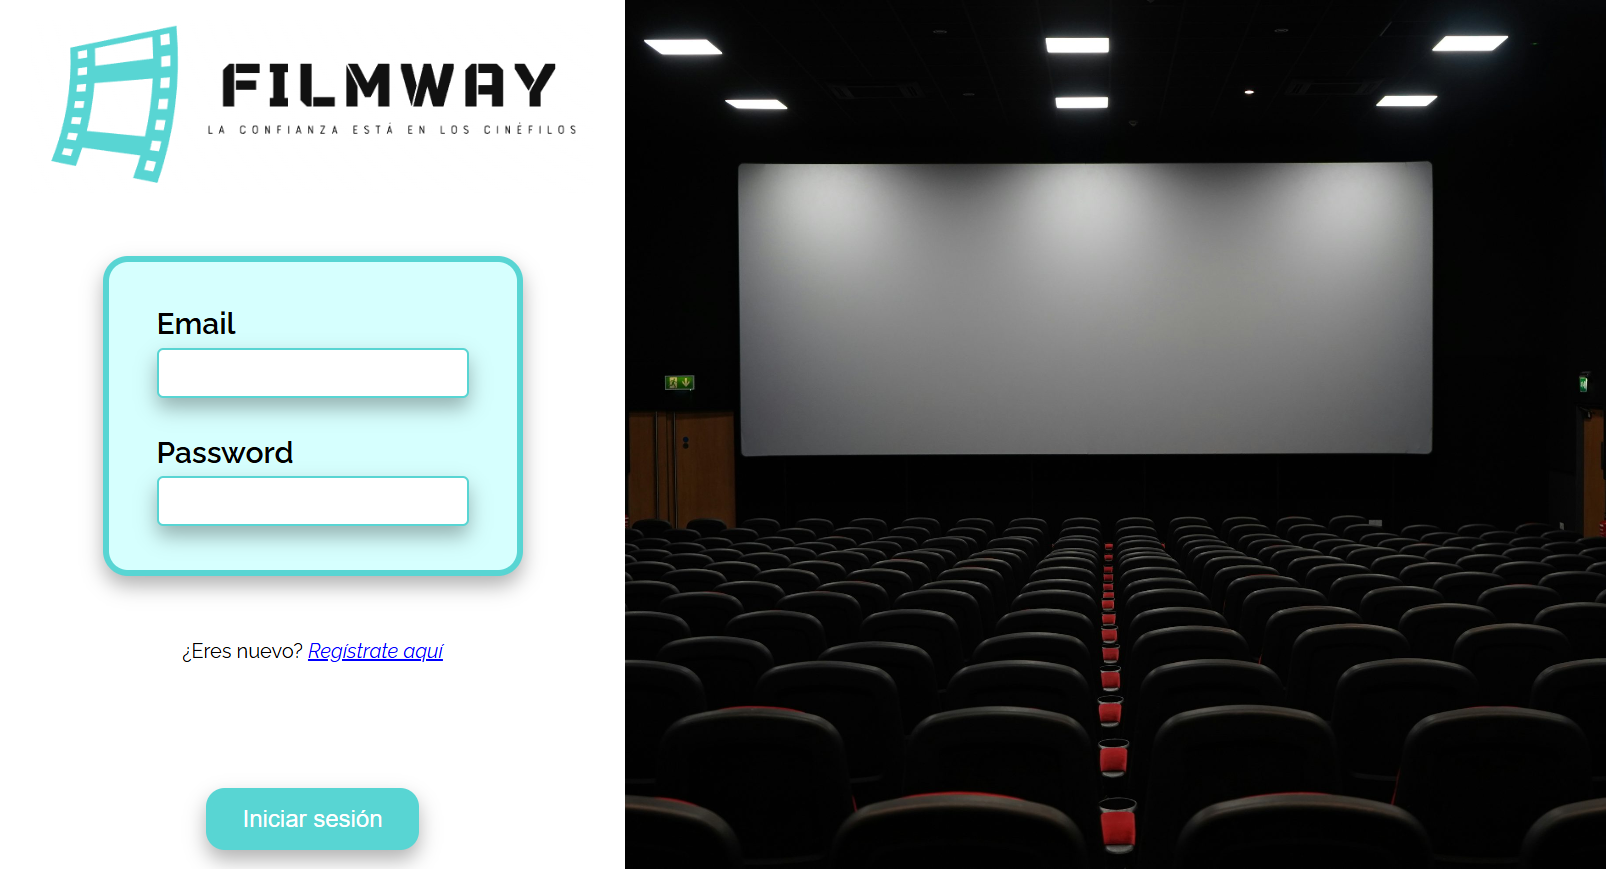 FILMWAY
LA CONFIANZA ESTÁ EN LOS CINÉFILOS
Email
Password
¿Eres nuevo? Regístrate aquí
Iniciar sesión